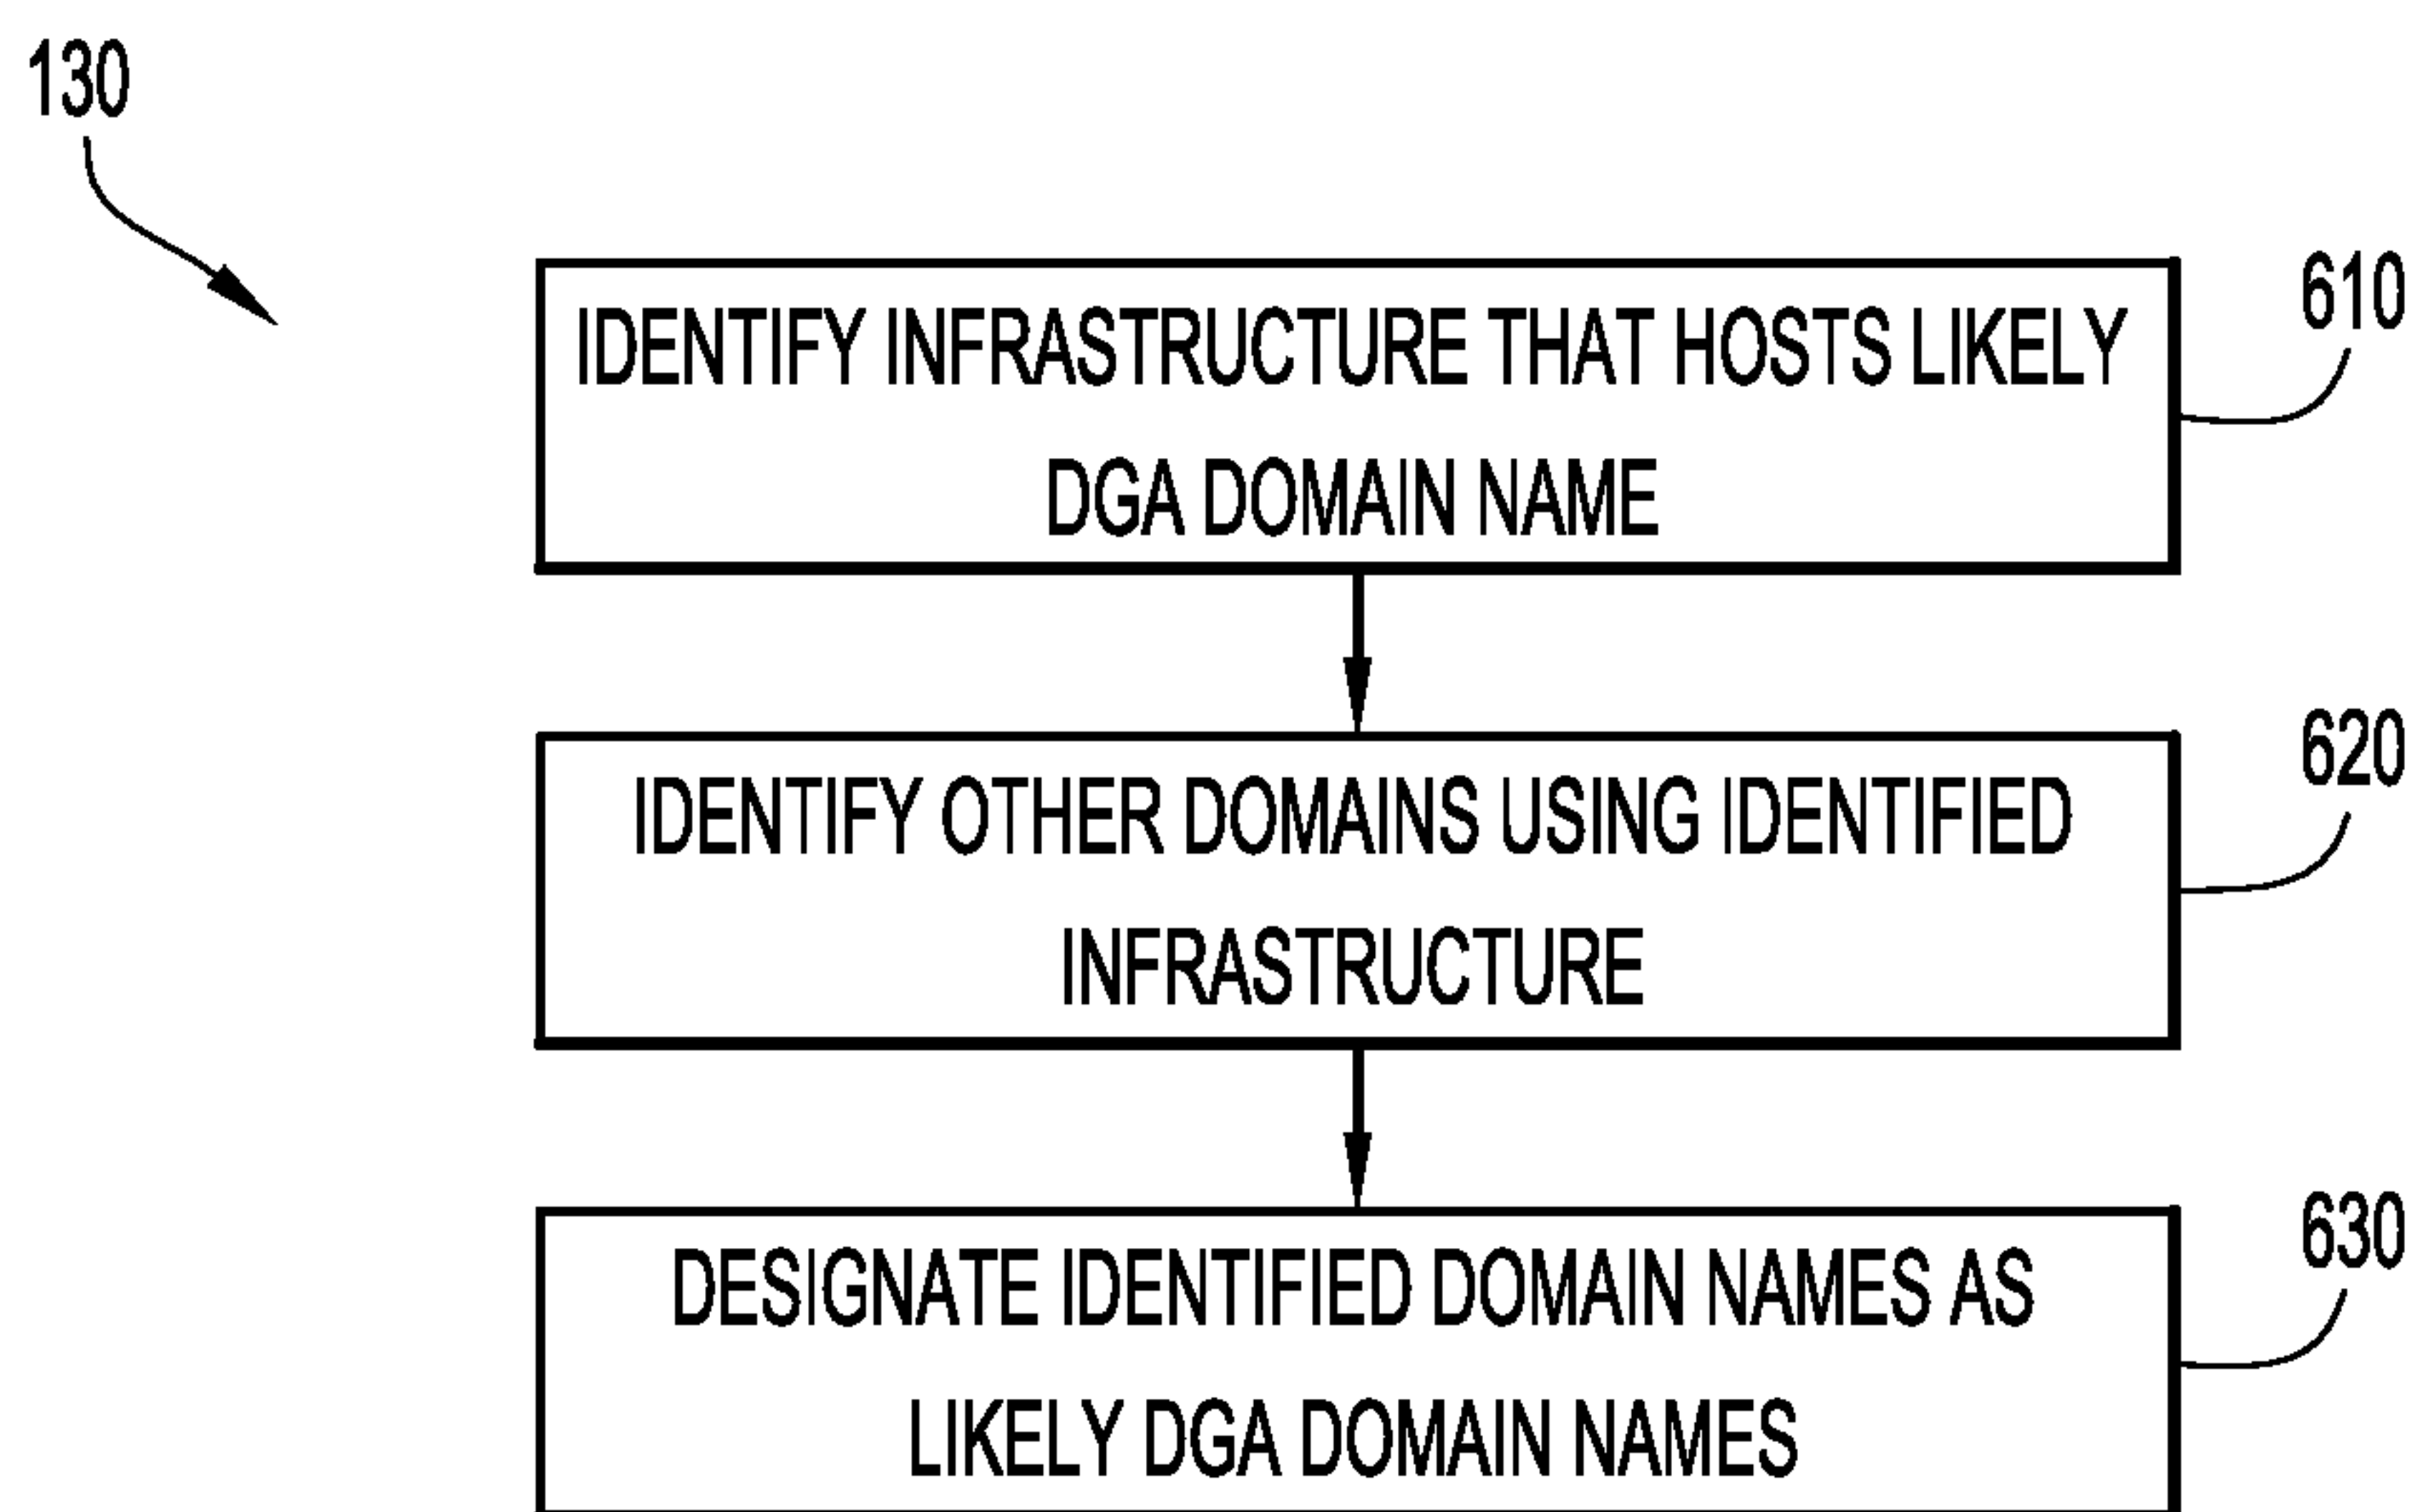 130
610
IDENTIFY INFRASTRUCTURE THAT HOSTS LIKELY
DGA DOMAIN NAME
620
IDENTIFY OTHER DOMAINS USING IDENTIFIED
INFRASTRUCTURE
630
DESIGNATE IDENTIFIED DOMAIN NAMES AS
LIKELY DGA DOMAIN NAMES